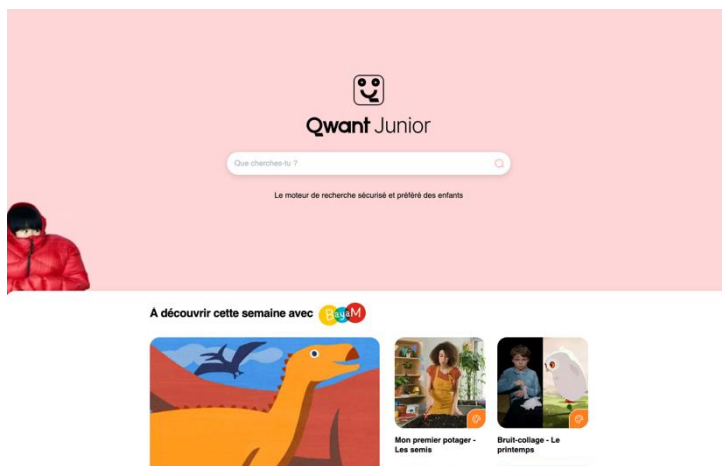 Qwant Junior
Que cherches-tu ?
Le moteur de recherche sécurisé et préféré des enfants
À découvrir cette semaine avec BayaM
Mon premier potager -
Les semis
Bruit-collage - Le
printemps